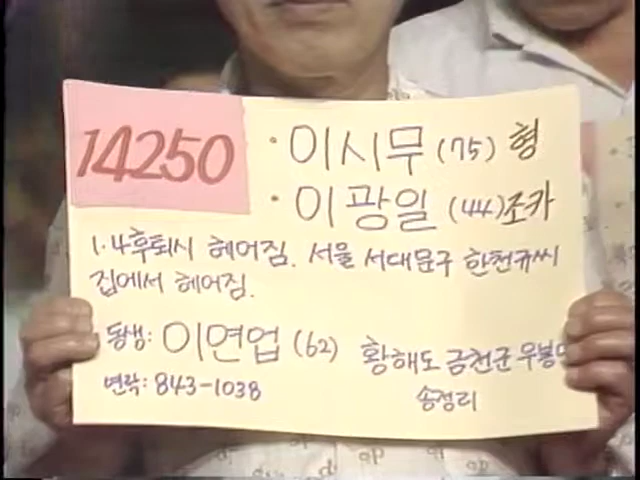 14250
· 이시무 (75) 형
· 이광일 (44) 조카
1·4후퇴시 헤어짐. 서울 서대문구 한천규씨
집에서 헤어짐.
동생: 이연업 (62)
연락: 843-1038
황해도 금천군 우봉
송정리